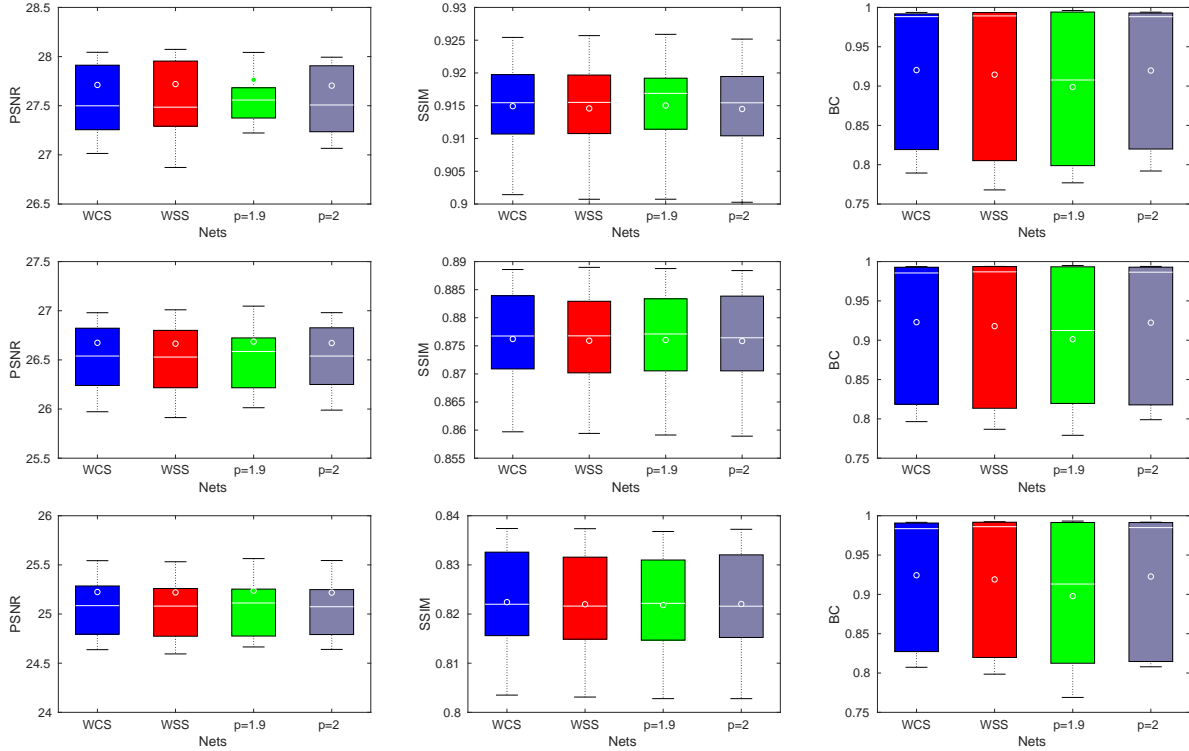 28.5
28
27.5
27
26.5
PSNR
WCS WSS p=1.9 p=2
Nets
0.93
0.925
0.92
0.915
0.91
0.905
0.9
SSIM
WCS WSS p=1.9 p=2
Nets
1
0.95
0.9
0.85
0.8
0.75
BC
WCS WSS p=1.9 p=2
Nets
27.5
27
26.5
26
25.5
PSNR
WCS WSS p=1.9 p=2
Nets
0.89
0.885
0.88
0.875
0.87
0.865
0.86
0.855
SSIM
WCS WSS p=1.9 p=2
Nets
1
0.95
0.9
0.85
0.8
0.75
BC
WCS WSS p=1.9 p=2
Nets
26
25.5
25
24.5
24
PSNR
WCS WSS p=1.9 p=2
Nets
0.84
0.83
0.82
0.81
0.8
SSIM
WCS WSS p=1.9 p=2
Nets
1
0.95
0.9
0.85
0.8
0.75
BC
WCS WSS p=1.9 p=2
Nets